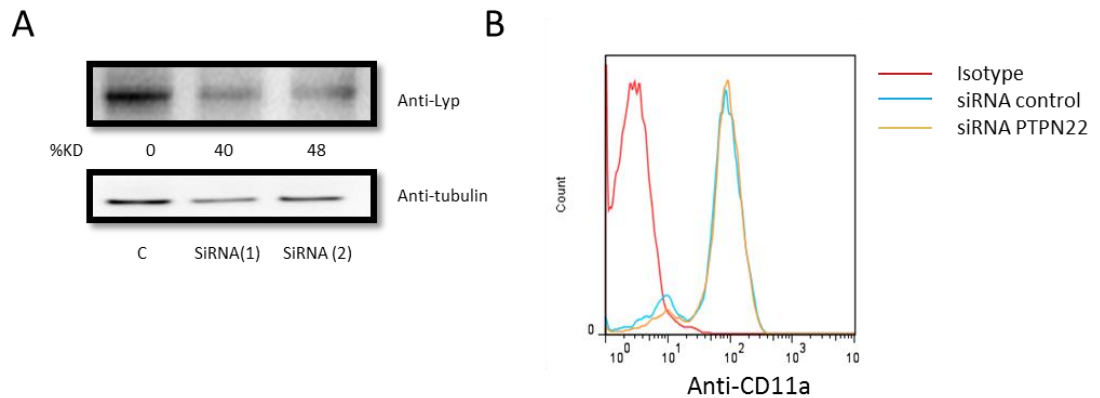 A
Anti-Lyp
%KD 0 40 48
Anti-tubulin
C SiRNA(1) SiRNA (2)
B
Count
0
10^0 10^1 10^2 10^3 10
Anti-CD11a
Isotype
siRNA control
siRNA PTPN22